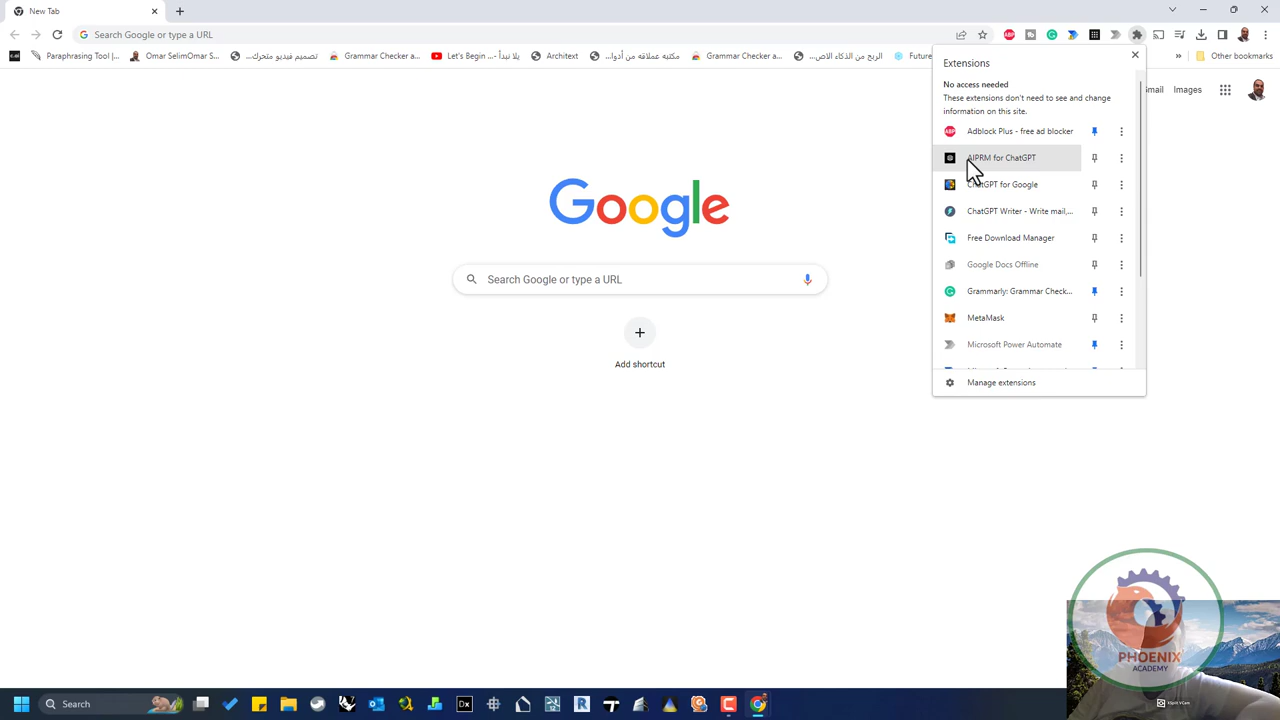 New Tab
Search Google or type a URL
Paraphrasing Tool |...
Omar SelimOmar S...
تصميم فيديو متحرك...
Grammar Checker a...
Let's Begin ...يلا نبدأ -
Architext
مكتبه عملاقه من أدوا...
Grammar Checker a...
الربح من الذكاء الاص...
Future
»
Other bookmarks
Gmail
Images
Extensions
No access needed
These extensions don't need to see and change
information on this site.
Adblock Plus - free ad blocker
AIPRM for ChatGPT
ChatGPT for Google
ChatGPT Writer - Write mail,...
Free Download Manager
Google Docs Offline
Grammarly: Grammar Check...
MetaMask
Microsoft Power Automate
Manage extensions
Google
Search Google or type a URL
Add shortcut
PHOENIX
ACADEMY
XSplit VCam
Search